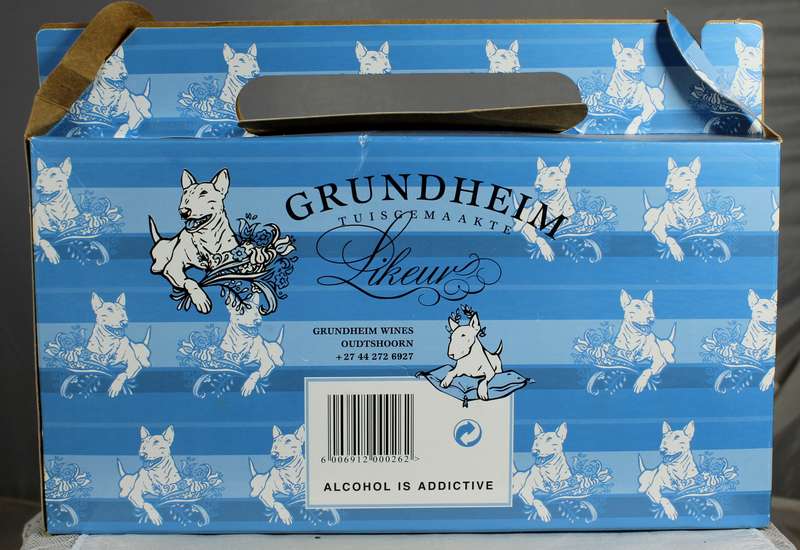 GRUNDHEIM
TUISGEMAAKTE
Likeur
GRUNDHEIM WINES
OUDTSHOORN
+27 44 272 6927
6 006912 000262 >
ALCOHOL IS ADDICTIVE